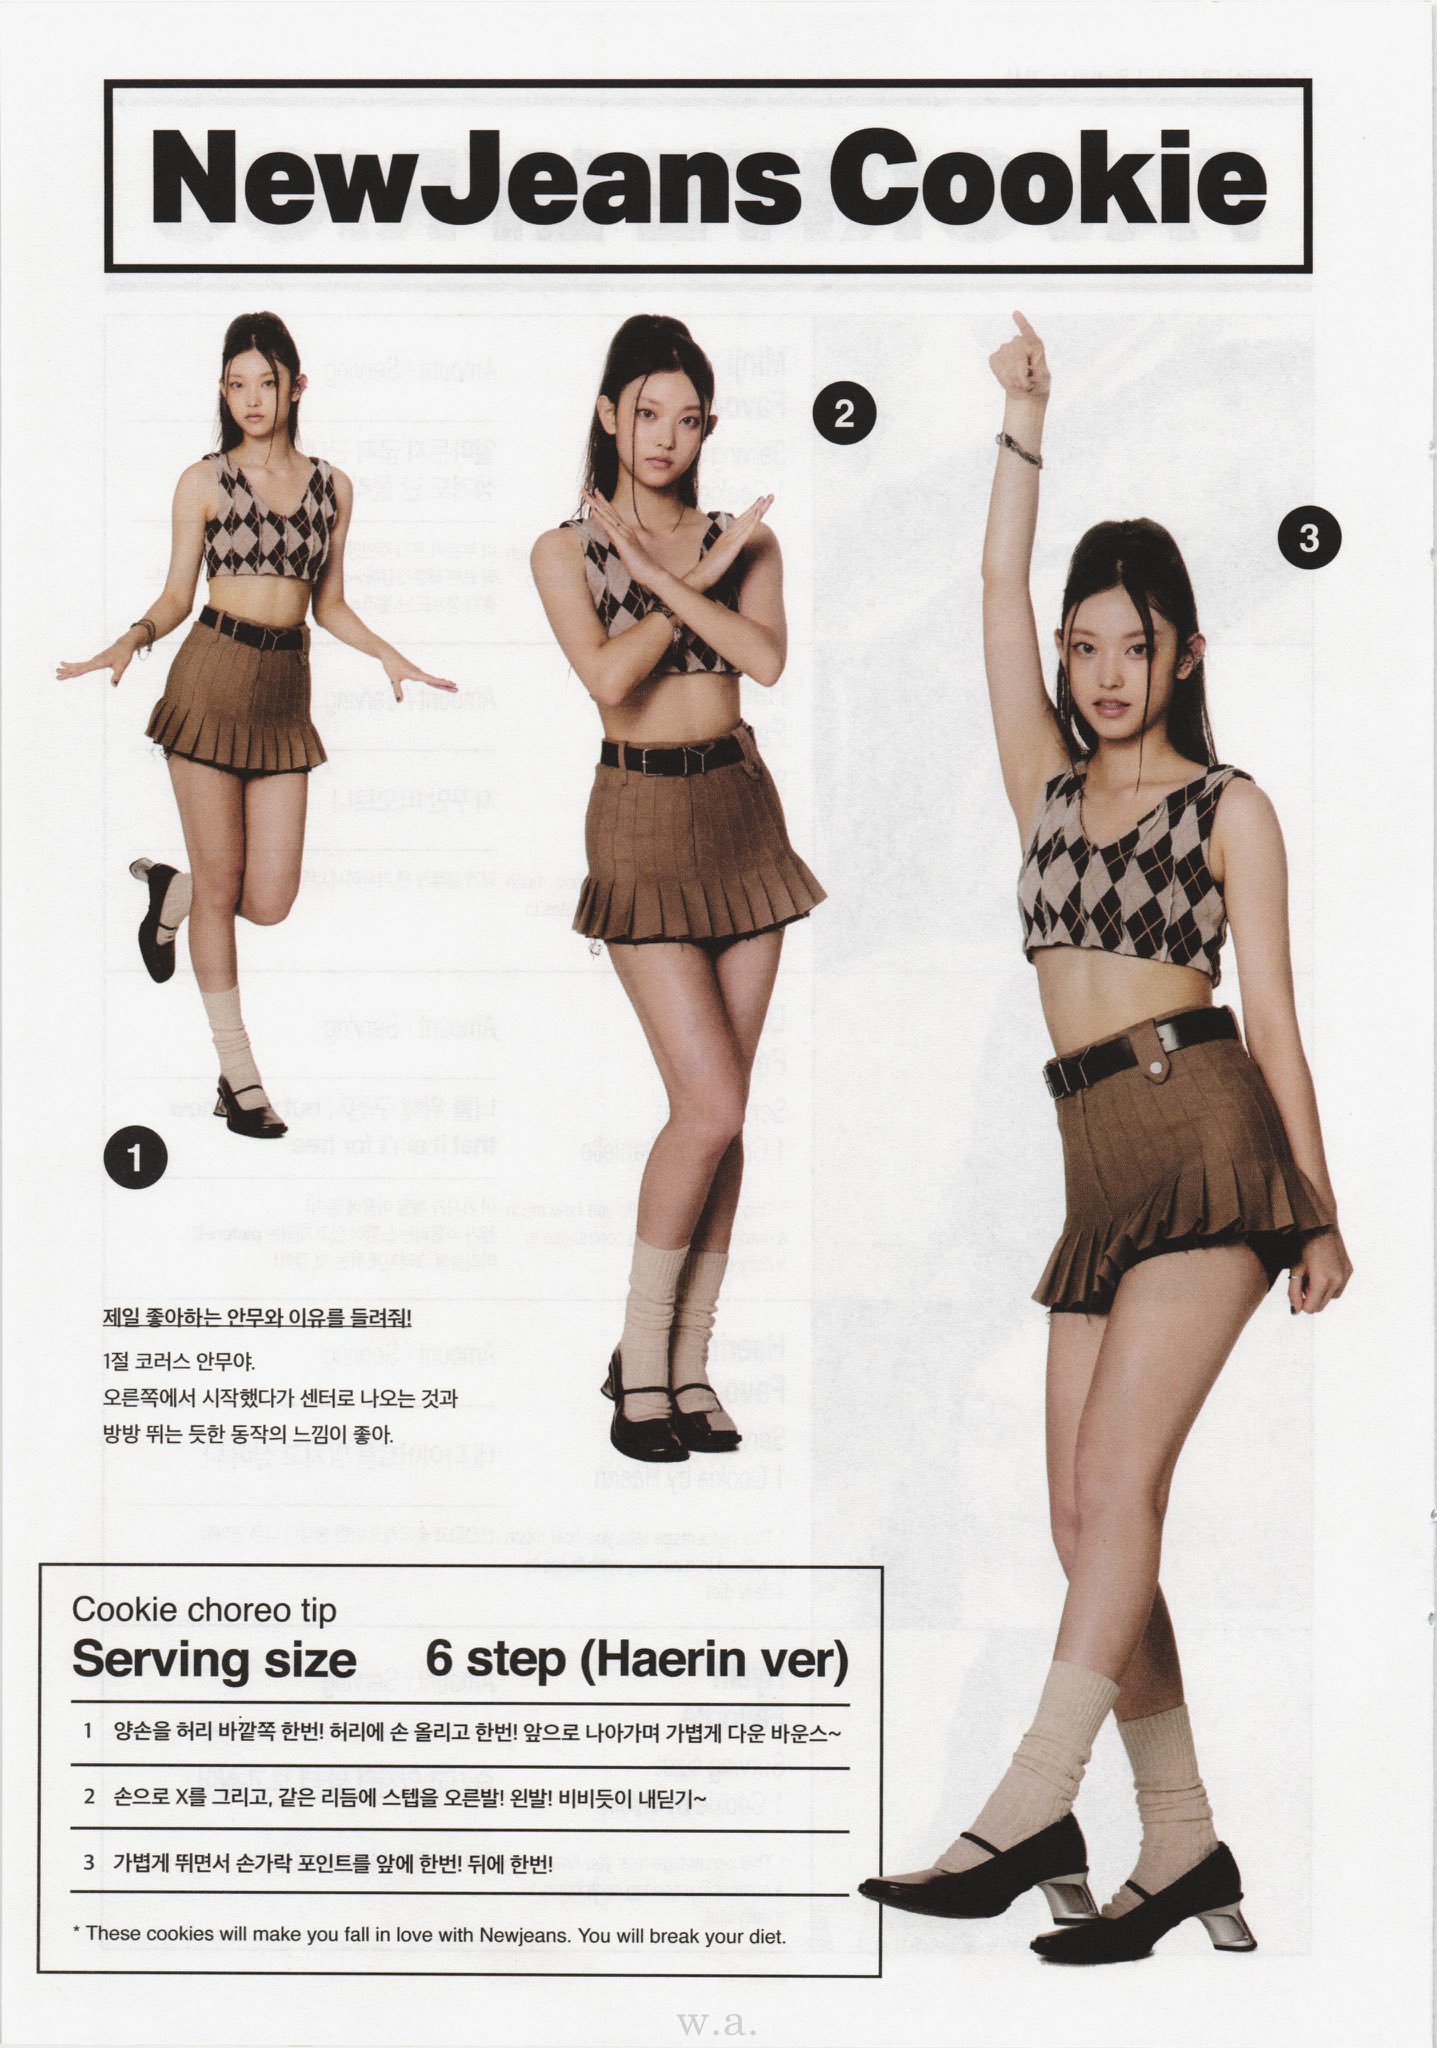 NewJeans Cookie
2
3
1
제일 좋아하는 안무와 이유를 들려줘!
1절 코러스 안무야.
오른쪽에서 시작했다가 센터로 나오는 것과
방방 뛰는 듯한 동작의 느낌이 좋아.
Cookie choreo tip
Serving size 6 step (Haerin ver)
1 양손을 허리 바깥쪽 한번! 허리에 손 올리고 한번! 앞으로 나아가며 가볍게 다운 바운스~
2 손으로 X를 그리고, 같은 리듬에 스텝을 오른발! 왼발! 비비듯이 내딛기~
3 가볍게 뛰면서 손가락 포인트를 앞에 한번! 뒤에 한번!
* These cookies will make you fall in love with Newjeans. You will break your diet.
w.a.